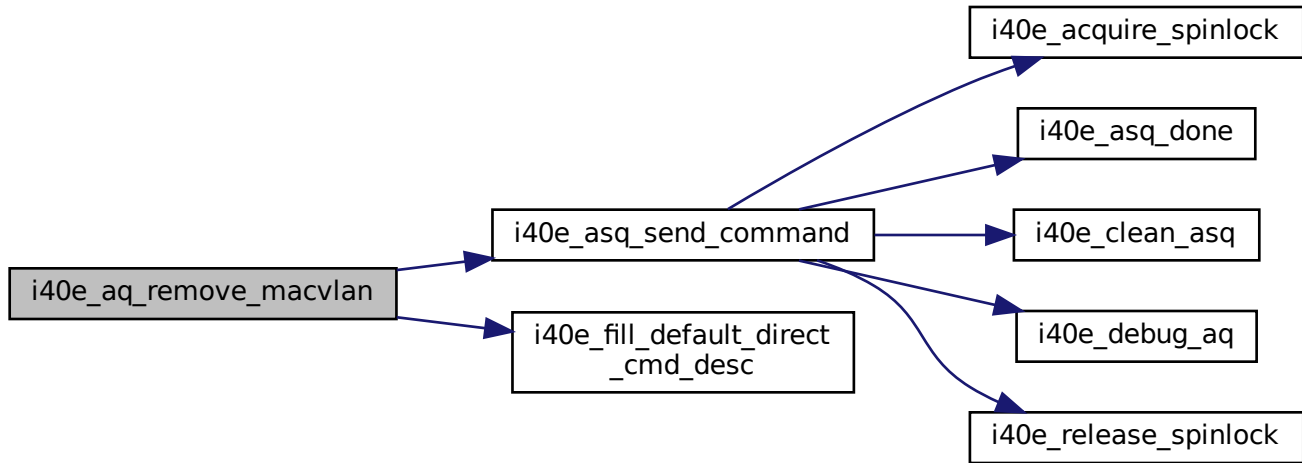 i40e_acquire_spinlock
i40e_asq_done
i40e_asq_send_command
i40e_clean_asq
i40e_aq_remove_macvlan
i40e_fill_default_direct
_cmd_desc
i40e_debug_aq
i40e_release_spinlock